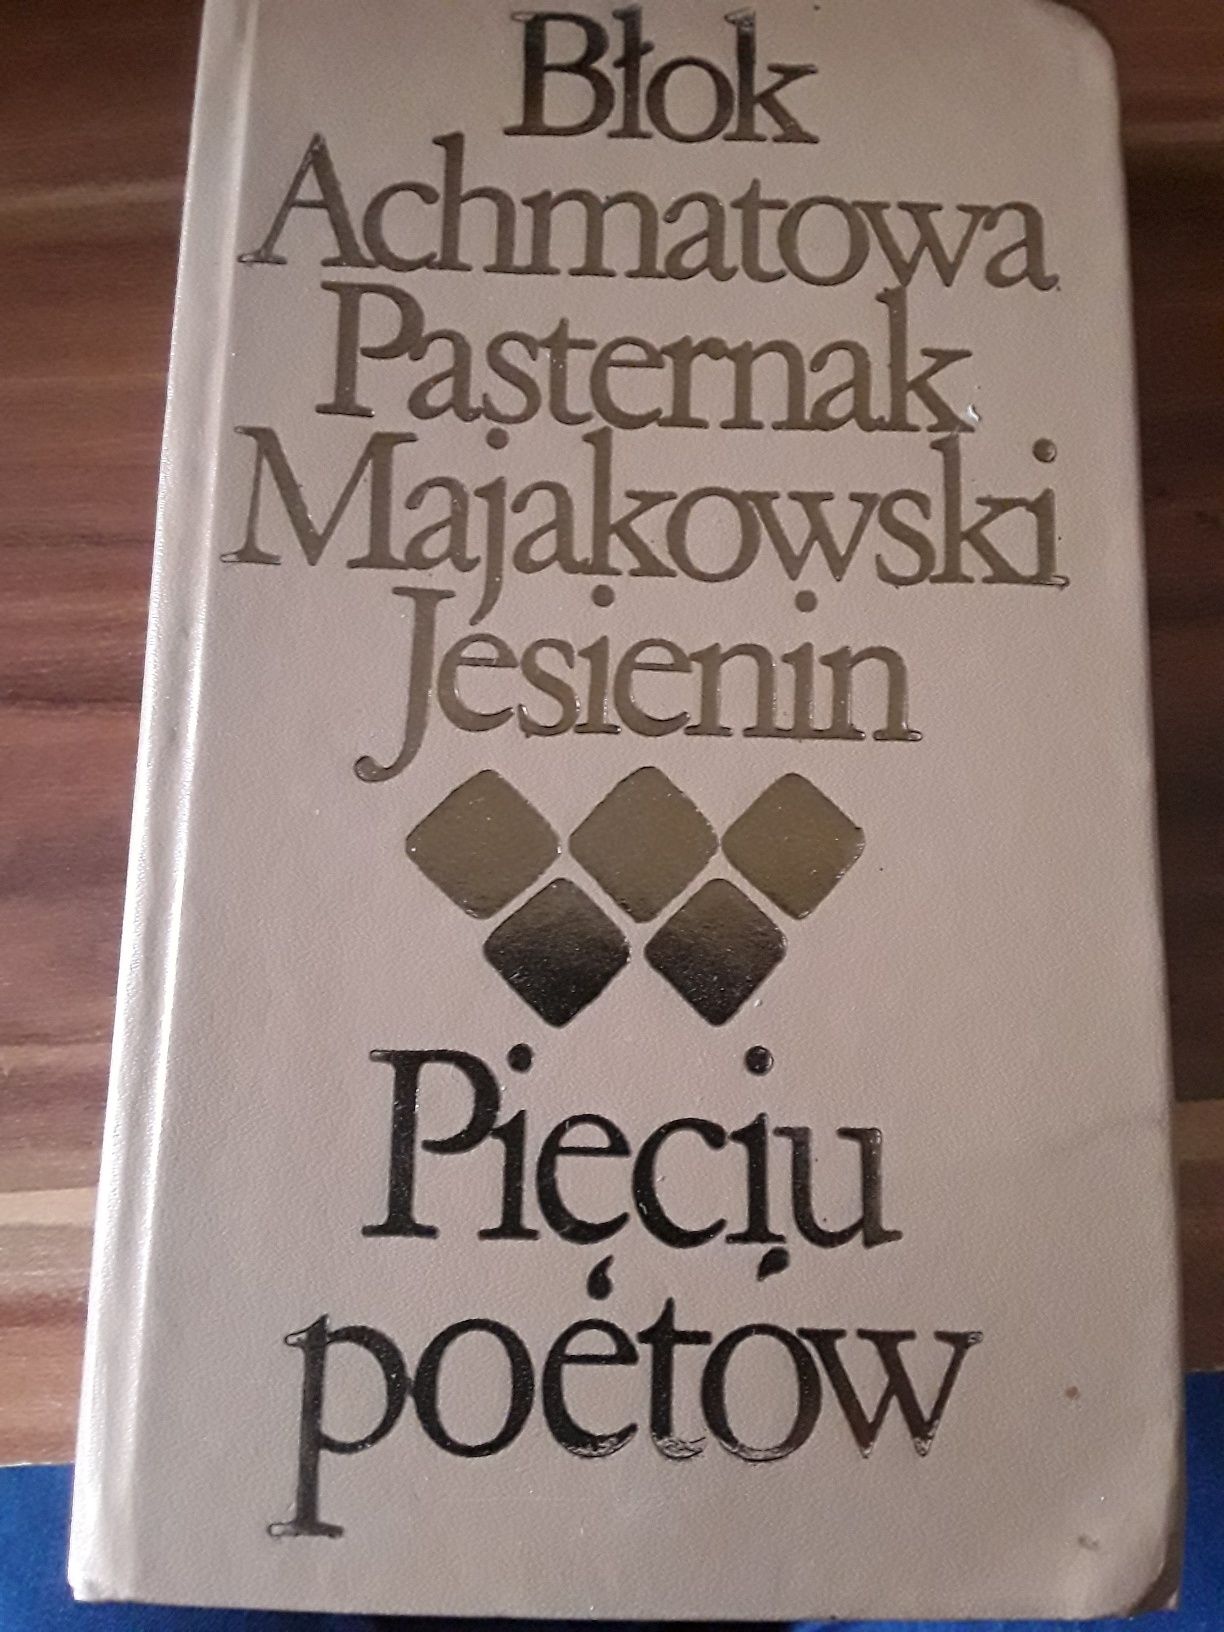 Błok
Achmatowa
Pasternak
Majakowski
Jesienin
Pięciu
poetów